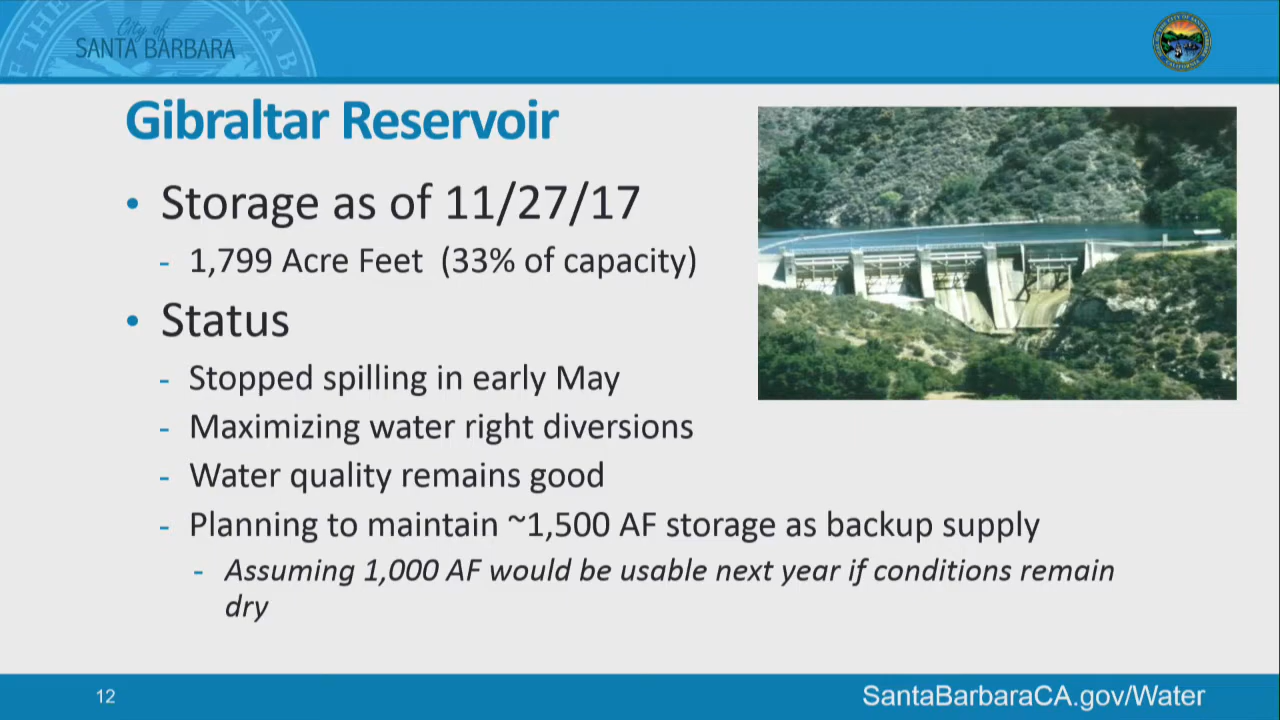 City of
SANTA BARBARA
Gibraltar Reservoir
• Storage as of 11/27/17
- 1,799 Acre Feet (33% of capacity)
• Status
- Stopped spilling in early May
- Maximizing water right diversions
- Water quality remains good
- Planning to maintain ~1,500 AF storage as backup supply
- Assuming 1,000 AF would be usable next year if conditions remain
dry
12
SantaBarbaraCA.gov/Water